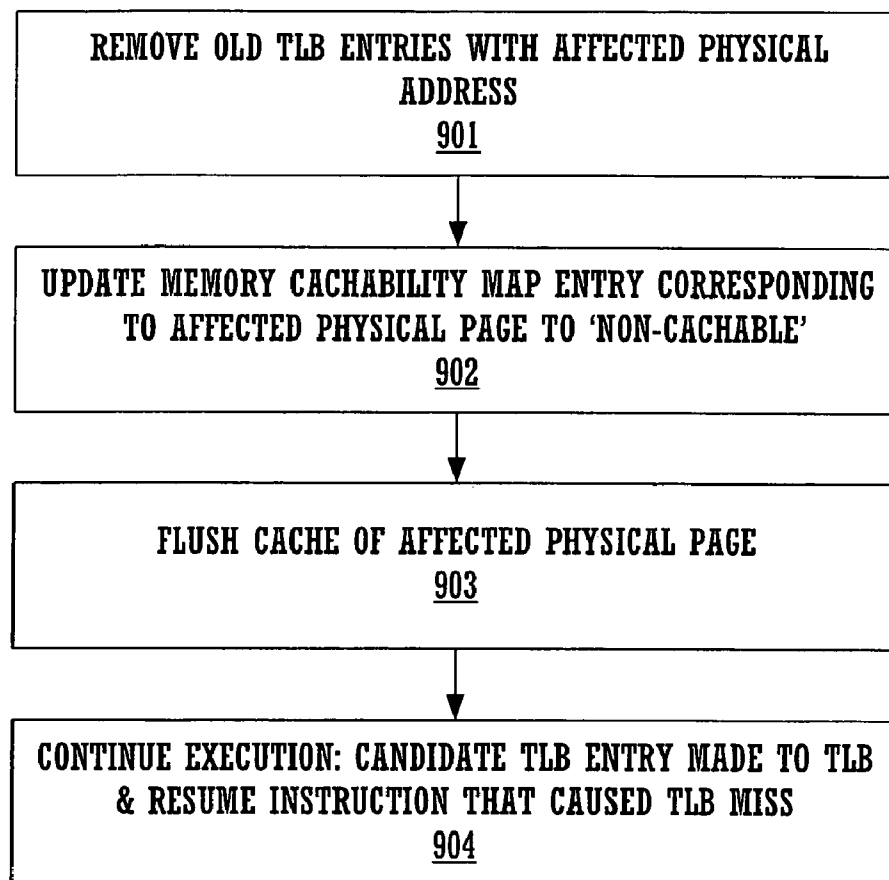 REMOVE OLD TLB ENTRIES WITH AFFECTED PHYSICAL
ADDRESS
901
UPDATE MEMORY CACHABILITY MAP ENTRY CORRESPONDING
TO AFFECTED PHYSICAL PAGE TO ‘NON-CACHABLE’
902
FLUSH CACHE OF AFFECTED PHYSICAL PAGE
903
CONTINUE EXECUTION: CANDIDATE TLB ENTRY MADE TO TLB
& RESUME INSTRUCTION THAT CAUSED TLB MISS
904